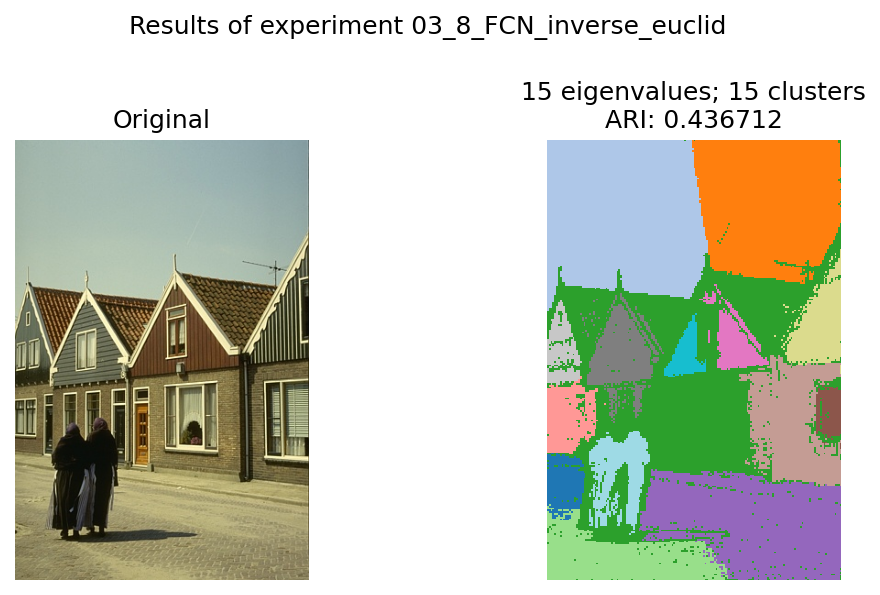 Results of experiment 03_8_FCN_inverse_euclid
Original
15 eigenvalues; 15 clusters
ARI: 0.436712